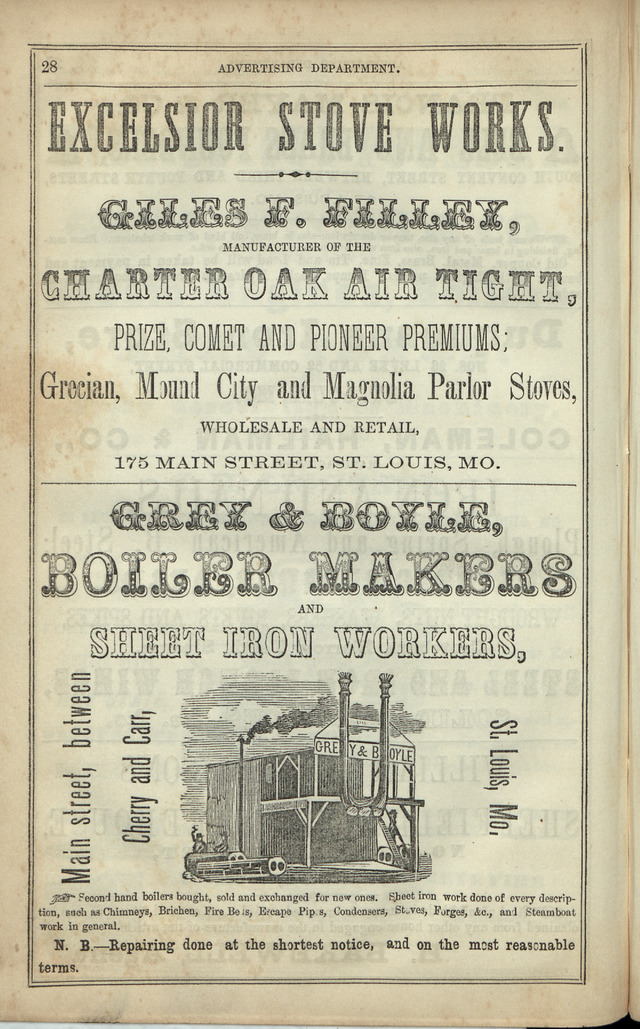 28
ADVERTISING DEPARTMENT.
EXCELSIOR STOVE WORKS.
GILES F. FILLEY,
MANUFACTURER OF THE
CHARTER OAK AIR TIGHT,
PRIZE, COMET AND PIONEER PREMIUMS;
Grecian, Mound City and Magnolia Parlor Stoves,
WHOLESALE AND RETAIL,
175 MAIN STREET, ST. LOUIS, MO.
GREY & BOYLE,
BOILER MAKERS
AND
SHEET IRON WORKERS,
Main street, between
Cherry and Carr,
GREY & BOYLE
St. Louis, Mo.
Second hand boilers bought, sold and exchanged for new ones. Sheet iron work done of every descrip-
tion, such as Chimneys, Brichen, Fire Beds, Escape Pipes, Condensers, Stoves, Forges, &c., and Steamboat
work in general.
N. B.—Repairing done at the shortest notice, and on the most reasonable
terms.